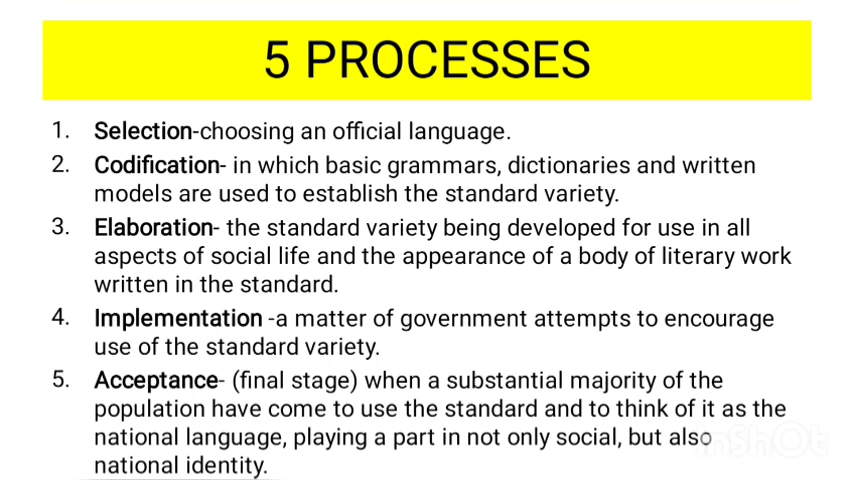 5 PROCESSES
1. Selection-choosing an official language.
2. Codification- in which basic grammars, dictionaries and written
models are used to establish the standard variety.
3. Elaboration- the standard variety being developed for use in all
aspects of social life and the appearance of a body of literary work
written in the standard.
4. Implementation -a matter of government attempts to encourage
use of the standard variety.
5. Acceptance- (final stage) when a substantial majority of the
population have come to use the standard and to think of it as the
national language, playing a part in not only social, but also
national identity.
InShOt